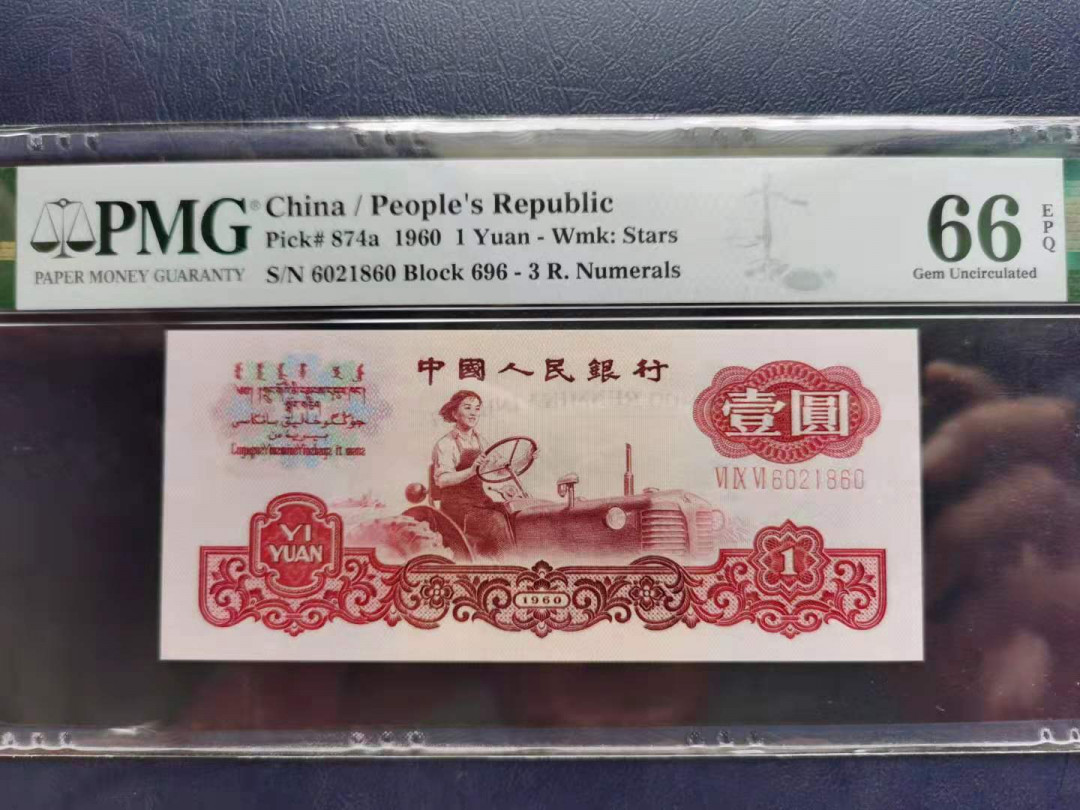 PMG®
PAPER MONEY GUARANTY
China / People's Republic
Pick# 874a 1960 1 Yuan - Wmk: Stars
S/N 6021860 Block 696 - 3 R. Numerals
66
EPQ
Gem Uncirculated
中國人民銀行
壹圓
VI IX VI 6021860
YI
YUAN
1960
1